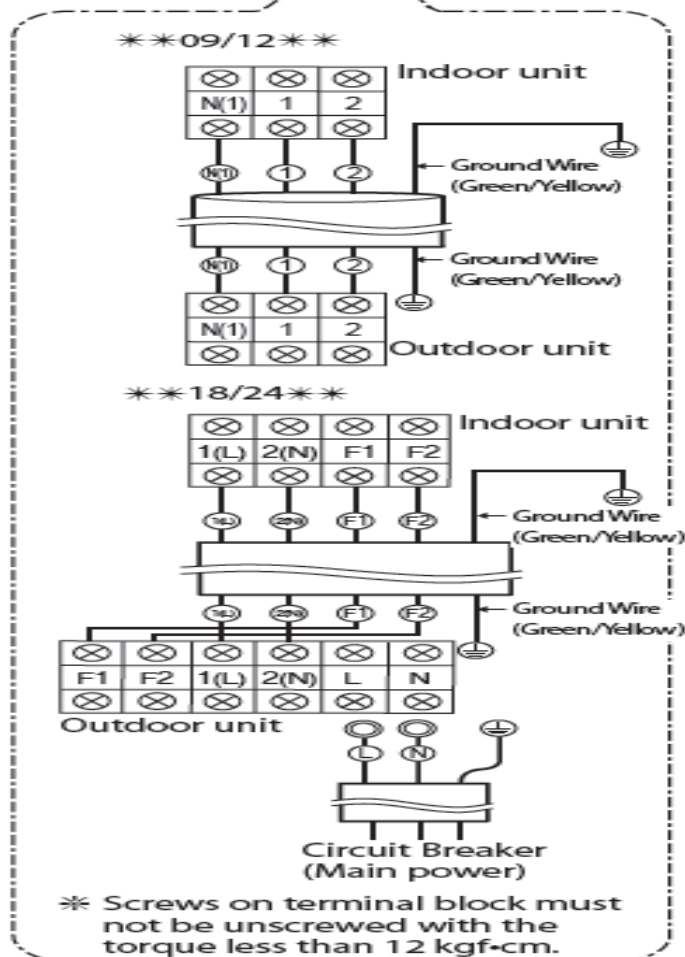 ✳✳09/12✳✳
Indoor unit
N(1) 1 2
N(1) 1 2
Ground Wire
(Green/Yellow)
N(1) 1 2
Ground Wire
(Green/Yellow)
N(1) 1 2
Outdoor unit
✳✳18/24✳✳
Indoor unit
1(L) 2(N) F1 F2
1(L) 2(N) F1 F2
Ground Wire
(Green/Yellow)
1(L) 2(N) F1 F2
Ground Wire
(Green/Yellow)
F1 F2 1(L) 2(N) L N
Outdoor unit
L N
Circuit Breaker
(Main power)
✳ Screws on terminal block must
not be unscrewed with the
torque less than 12 kgf•cm.